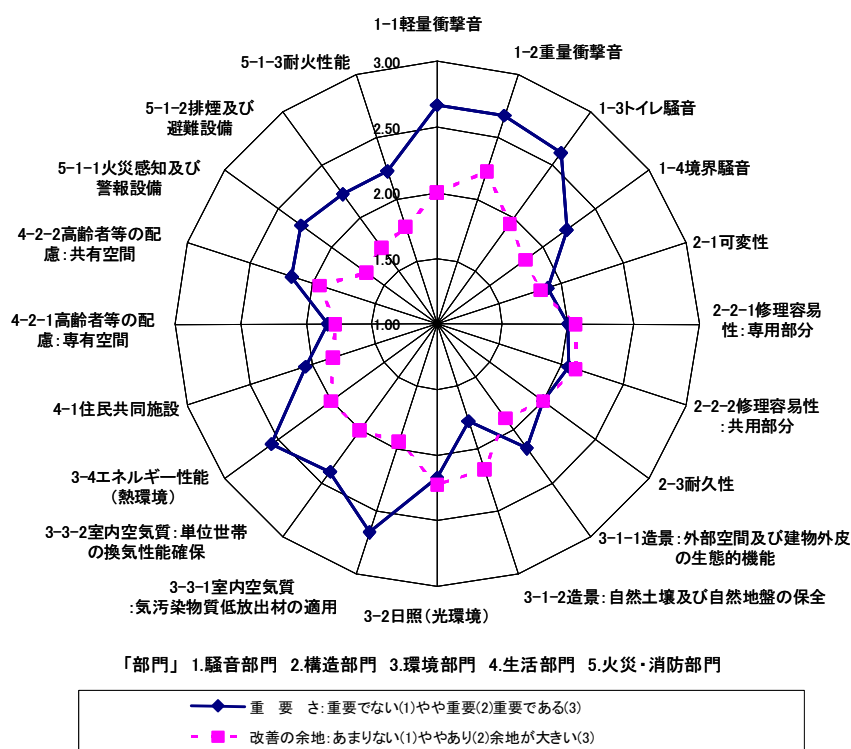 1-1軽量衝撃音
1-2重量衝撃音
1-3トイレ騒音
1-4境界騒音
2-1可変性
2-2-1修理容易
性:専用部分
2-2-2修理容易性
:共用部分
2-3耐久性
3-1-1造景:外部空間及び建物外皮
の生態的機能
3-1-2造景:自然土壌及び自然地盤の保全
3-2日照(光環境)
3-3-1室内空気質
:気汚染物質低放出材の適用
3-3-2室内空気質:単位世帯
の換気性能確保
3-4エネルギー性能
(熱環境)
4-1住民共同施設
4-2-1高齢者等の配
慮:専有空間
4-2-2高齢者等の配
慮:共有空間
5-1-1火災感知及び
警報設備
5-1-2排煙及び
避難設備
5-1-3耐火性能
3.00
2.50
2.00
1.50
1.00
「部門」 1.騒音部門 2.構造部門 3.環境部門 4.生活部門 5.火災・消防部門
重 要 さ:重要でない(1)やや重要(2)重要である(3)
改善の余地:あまりない(1)ややあり(2)余地が大きい(3)